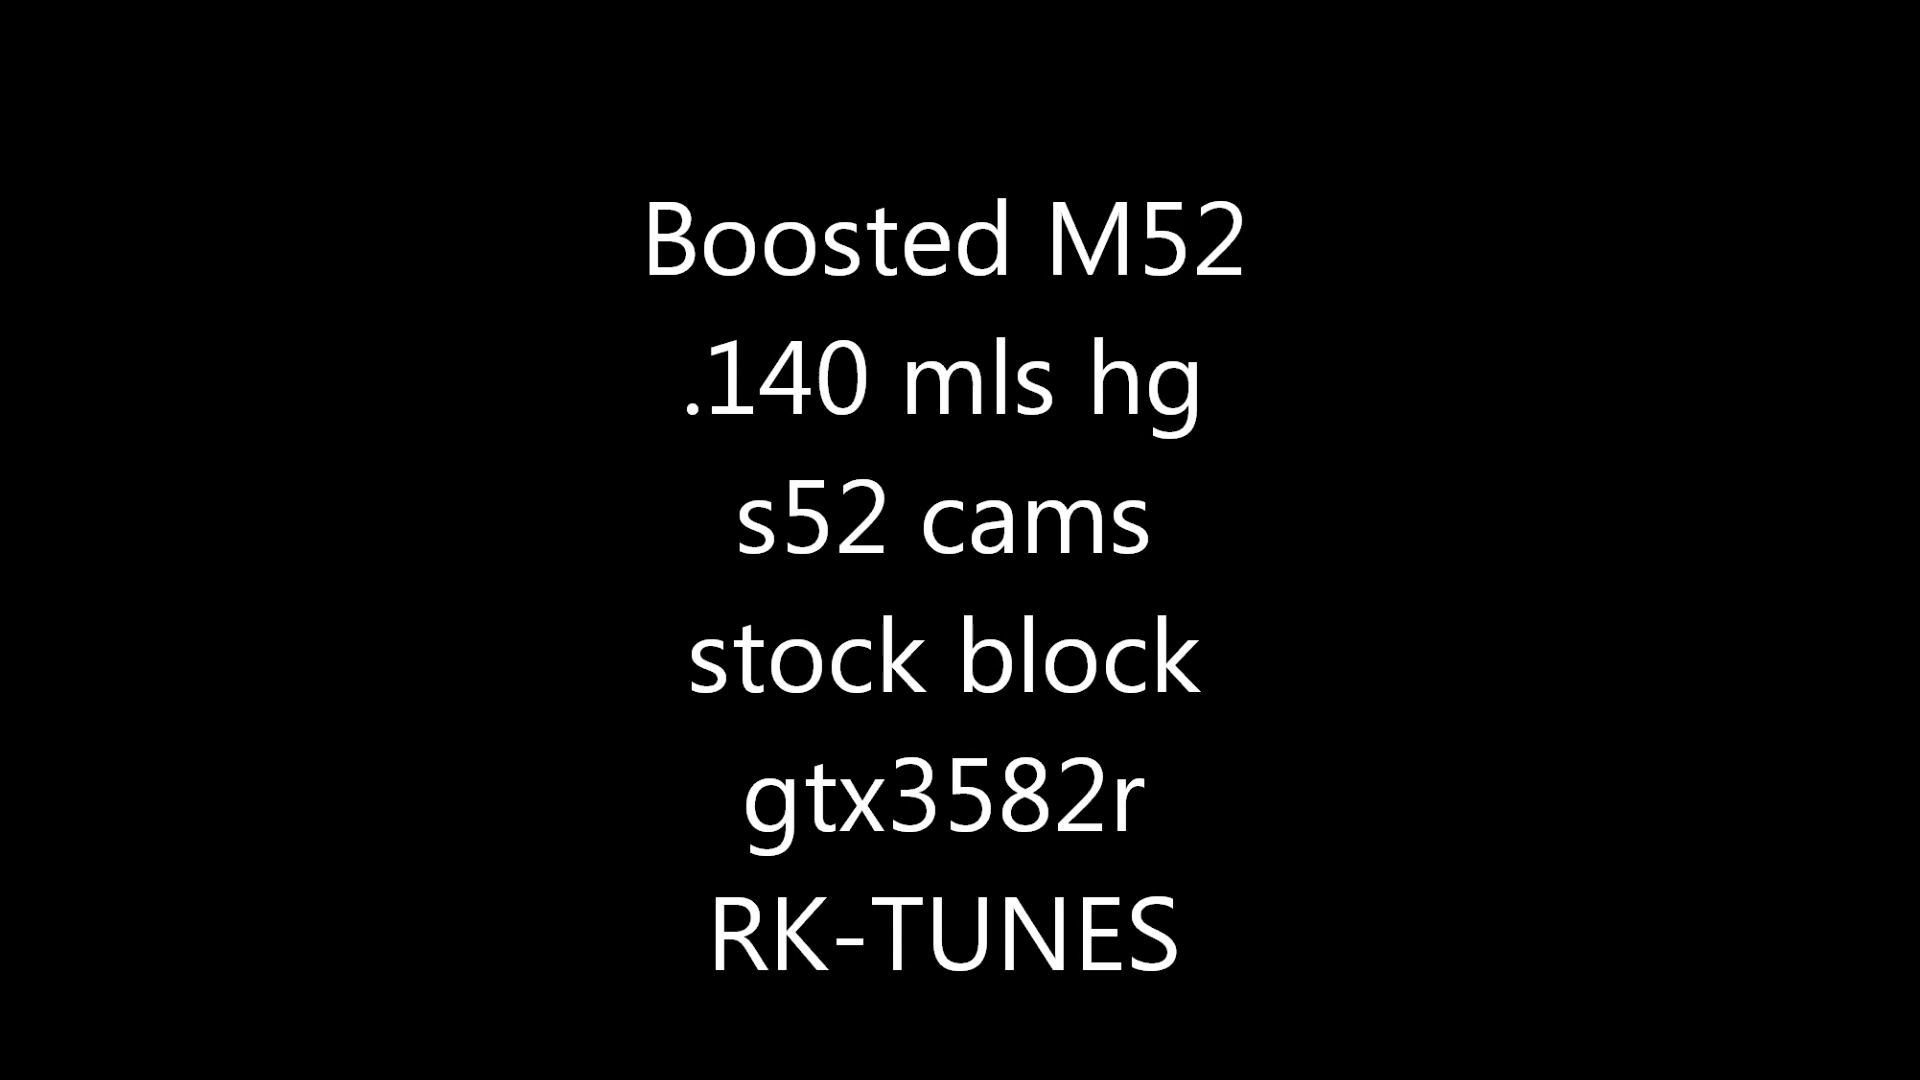 Boosted M52
.140 mls hg
s52 cams
stock block
gtx3582r
RK-TUNES